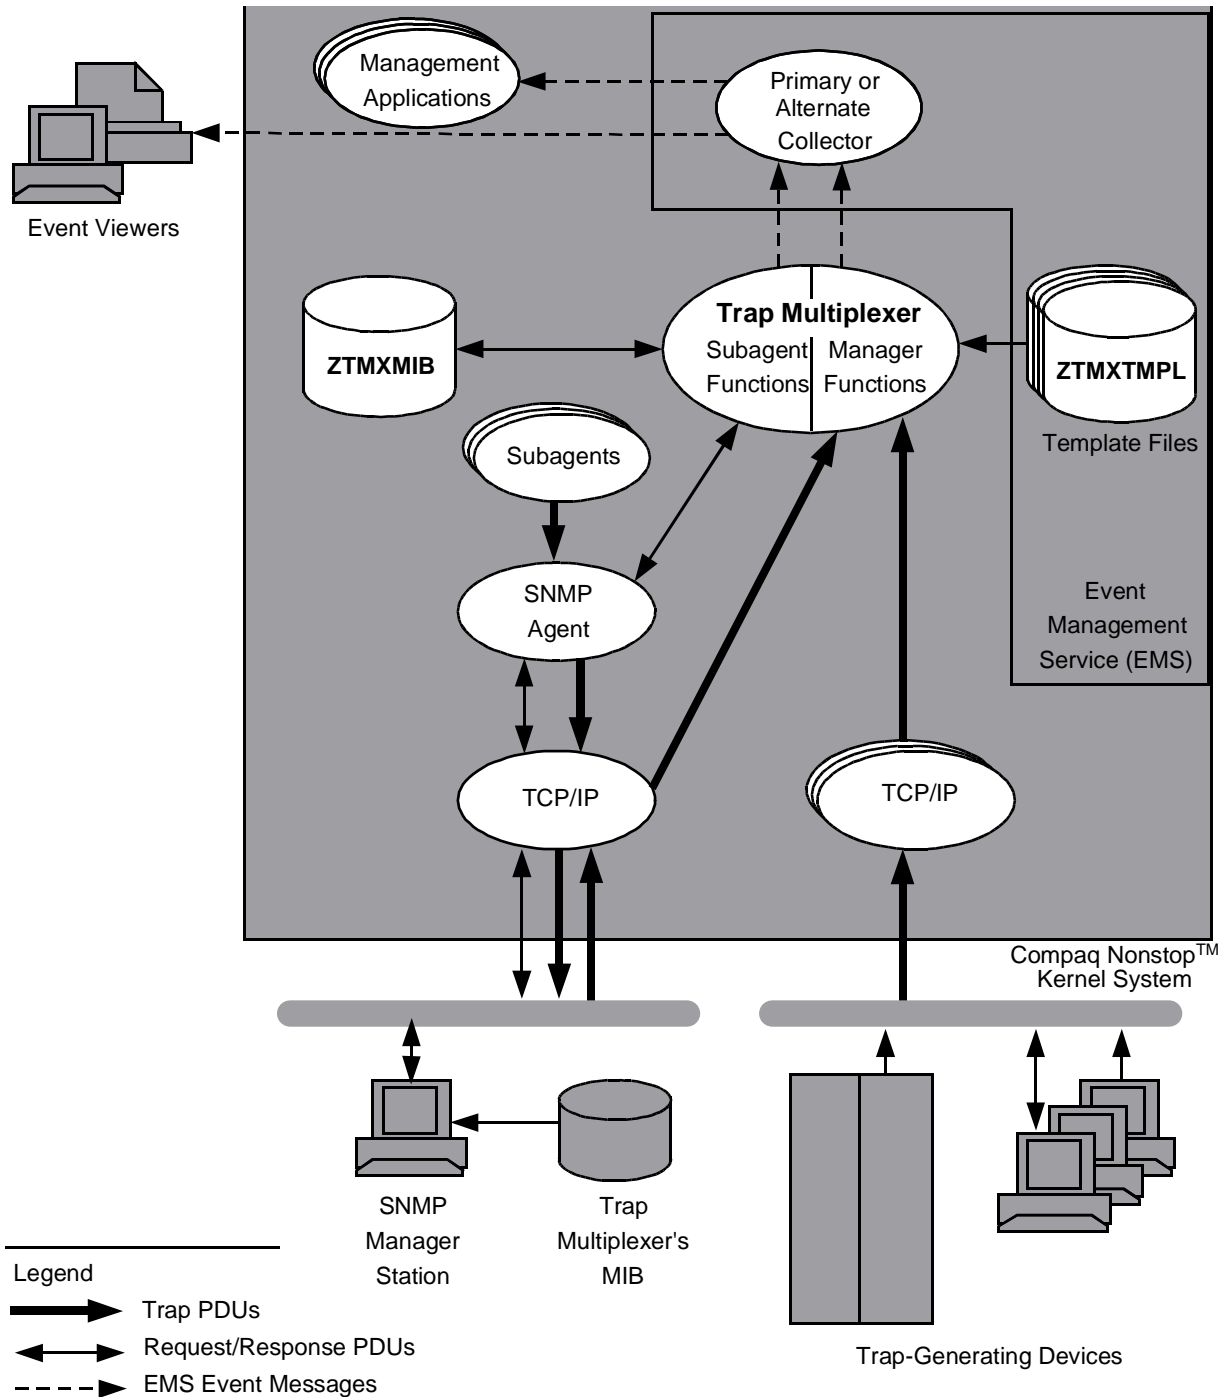 Management
Applications
Primary or
Alternate
Collector
Event Viewers
Trap Multiplexer
Subagent
Functions
Manager
Functions
ZTMXMIB
ZTMXTMPL
Template Files
Subagents
SNMP
Agent
Event
Management
Service (EMS)
TCP/IP
TCP/IP
Compaq Nonstop™
Kernel System
SNMP
Manager
Station
Trap
Multiplexer's
MIB
Trap-Generating Devices
Legend
Trap PDUs
Request/Response PDUs
EMS Event Messages